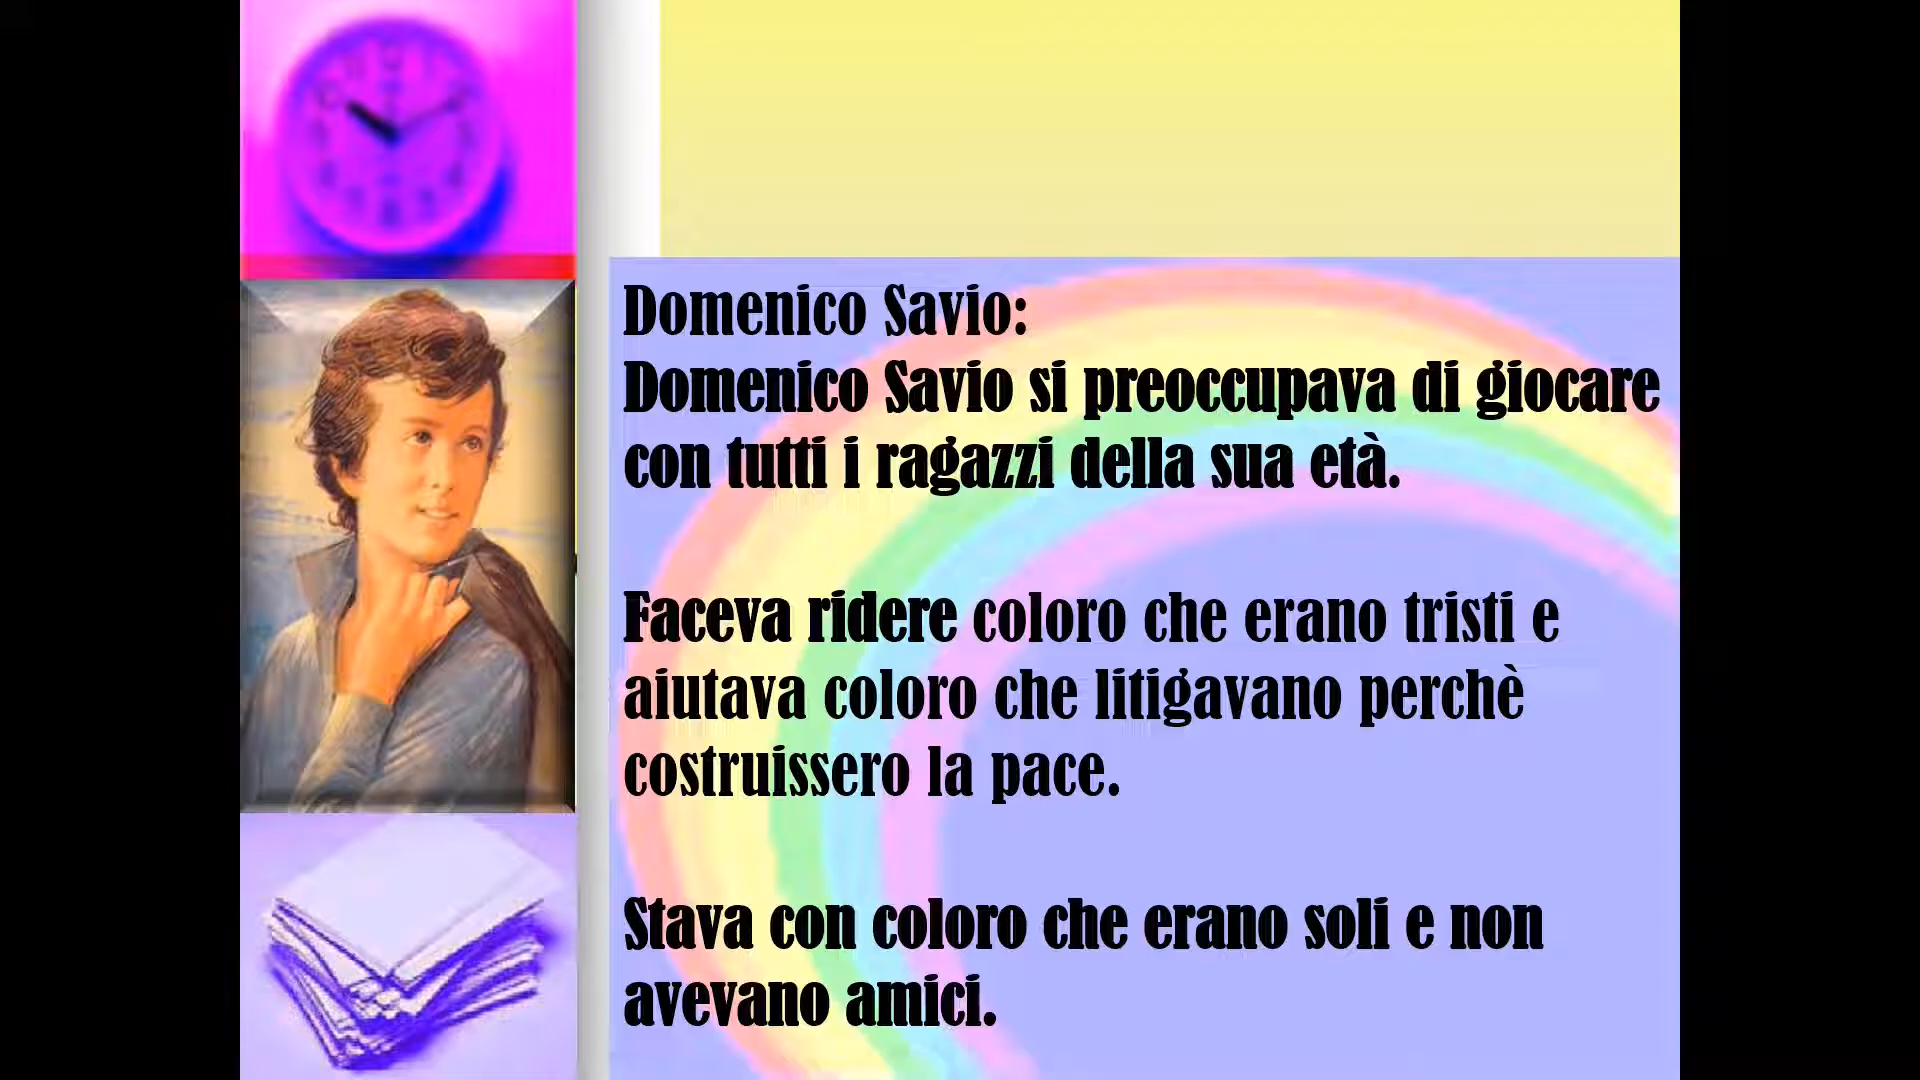 Domenico Savio:
Domenico Savio si preoccupava di giocare
con tutti i ragazzi della sua età.
Faceva ridere coloro che erano tristi e
aiutava coloro che litigavano perchè
costruissero la pace.
Stava con coloro che erano soli e non
avevano amici.